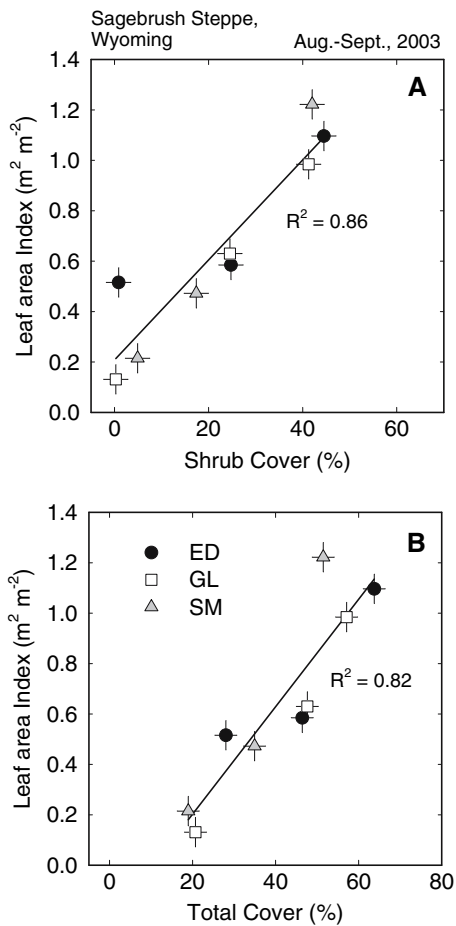 Sagebrush Steppe,
Wyoming
Aug.-Sept., 2003
A
1.4
1.2
1.0
0.8
0.6
0.4
0.2
0.0
Leaf area Index (m² m⁻²)
R² = 0.86
0 20 40 60
Shrub Cover (%)
B
1.4
1.2
1.0
0.8
0.6
0.4
0.2
0.0
Leaf area Index (m² m⁻²)
ED
GL
SM
R² = 0.82
0 20 40 60 80
Total Cover (%)